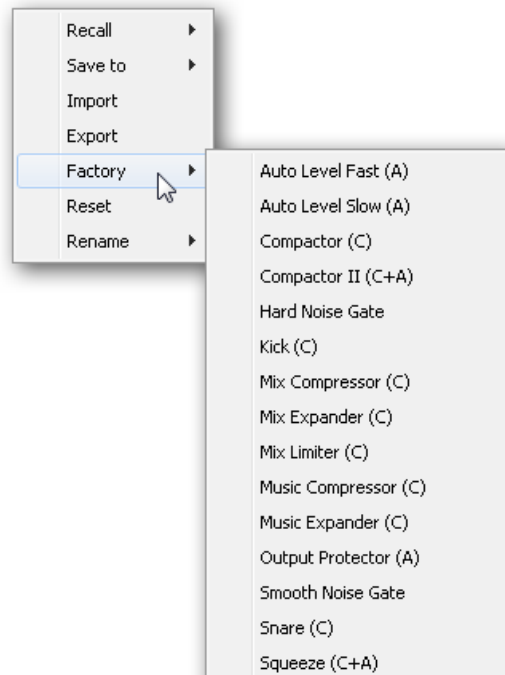 Recall
Save to
Import
Export
Factory
Reset
Rename
Auto Level Fast (A)
Auto Level Slow (A)
Compactor (C)
Compactor II (C+A)
Hard Noise Gate
Kick (C)
Mix Compressor (C)
Mix Expander (C)
Mix Limiter (C)
Music Compressor (C)
Music Expander (C)
Output Protector (A)
Smooth Noise Gate
Snare (C)
Squeeze (C+A)